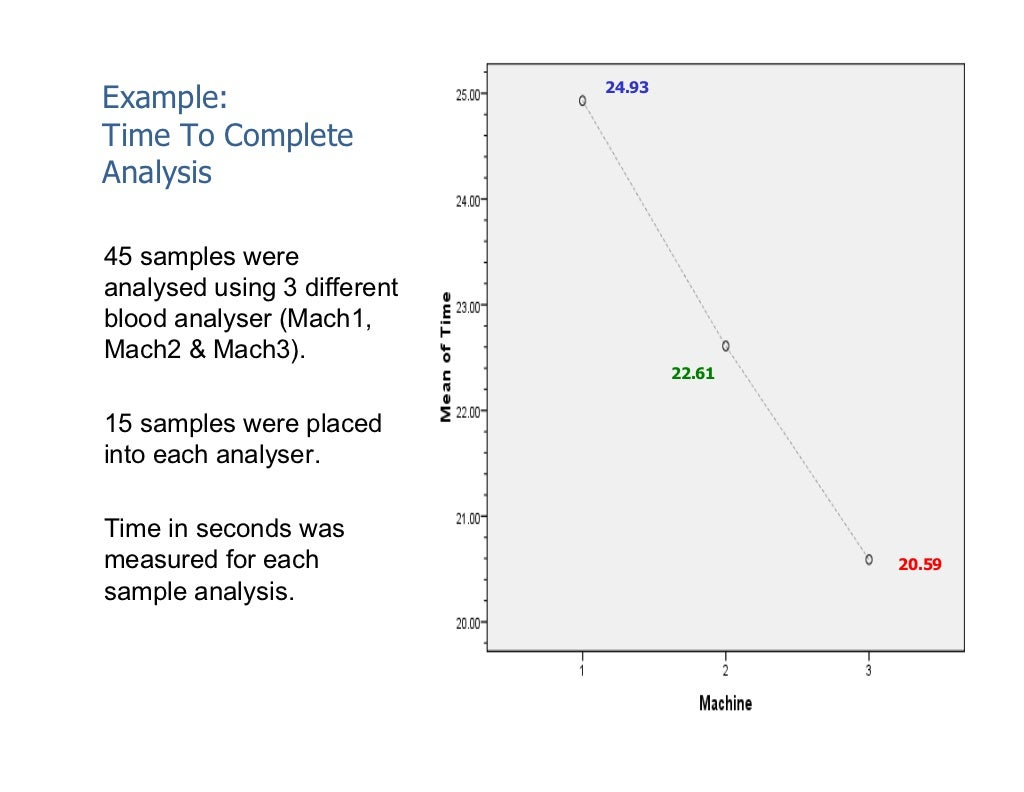 Example:
Time To Complete
Analysis
45 samples were
analysed using 3 different
blood analyser (Mach1,
Mach2 & Mach3).
15 samples were placed
into each analyser.
Time in seconds was
measured for each
sample analysis.
Mean of Time
25.00
24.00
23.00
22.00
21.00
20.00
24.93
22.61
20.59
1 2 3
Machine